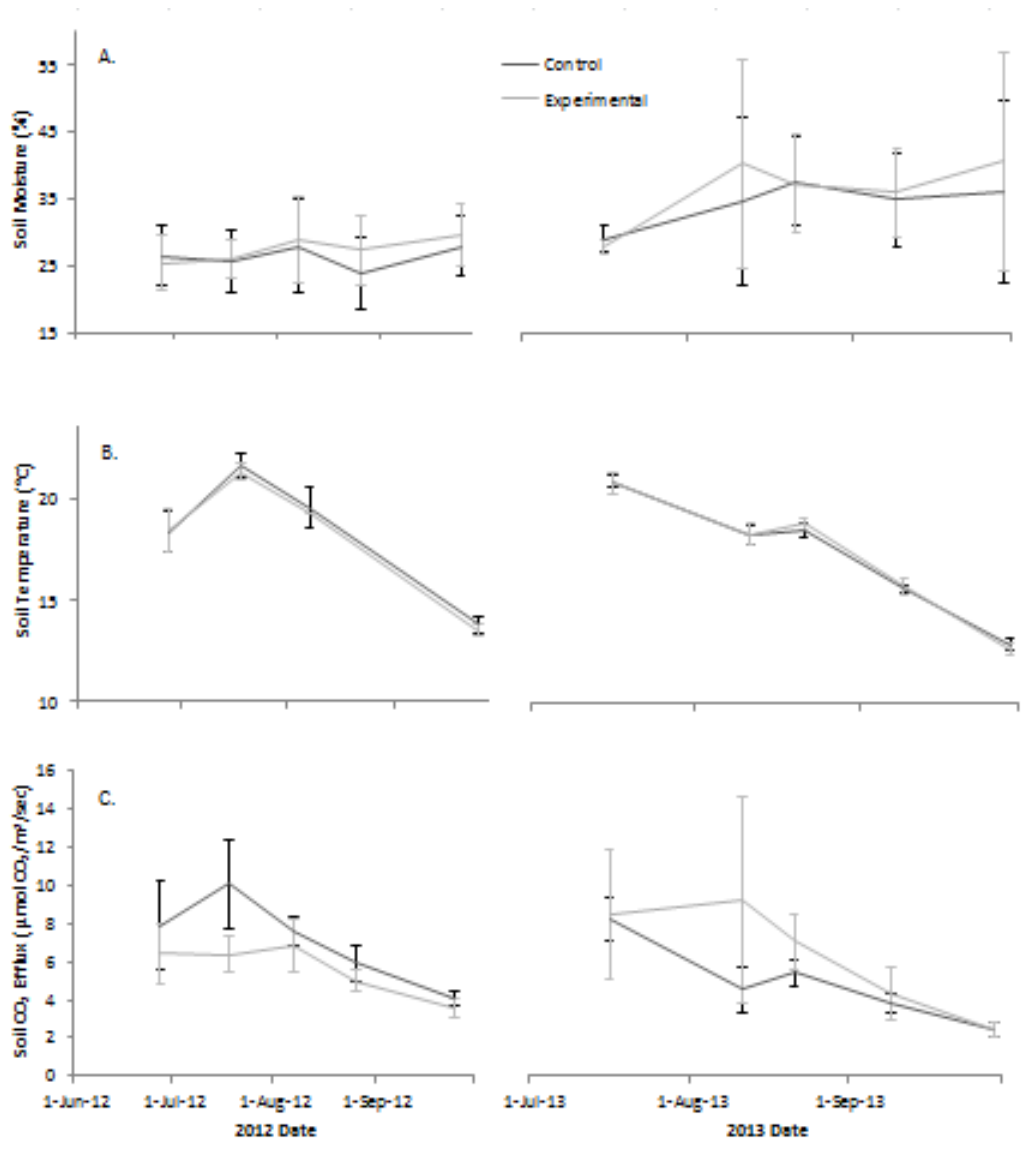 A.
Control
Experimental
Soil Moisture (%)
55
45
35
25
15
B.
Soil Temperature (°C)
20
15
10
C.
Soil CO₂ Efflux (μmol CO₂/m²/sec)
16
14
12
10
8
6
4
2
0
1-Jun-12 1-Jul-12 1-Aug-12 1-Sep-12 1-Jul-13 1-Aug-13 1-Sep-13
2012 Date 2013 Date